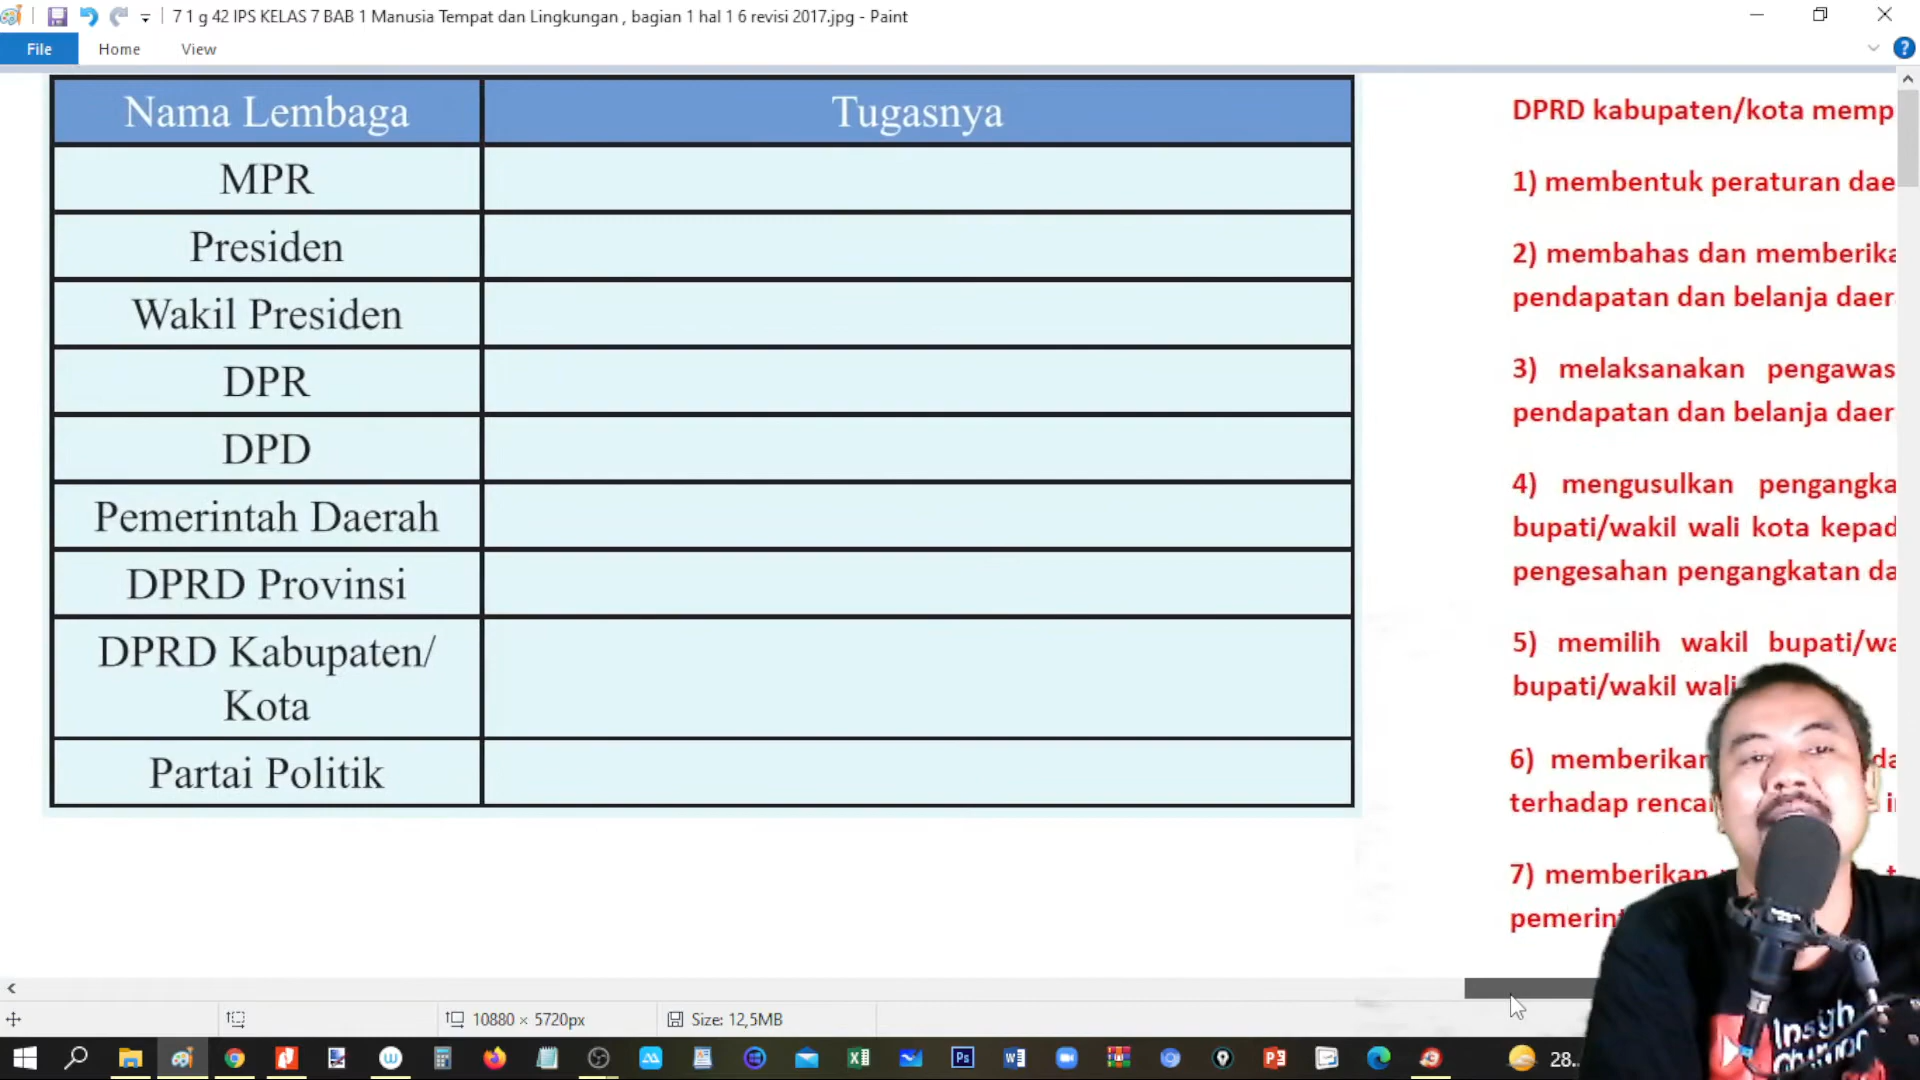 7 1 g 42 IPS KELAS 7 BAB 1 Manusia Tempat dan Lingkungan , bagian 1 hal 1 6 revisi 2017.jpg - Paint
File Home View
Nama Lembaga Tugasnya
MPR
Presiden
Wakil Presiden
DPR
DPD
Pemerintah Daerah
DPRD Provinsi
DPRD Kabupaten/
Kota
Partai Politik
DPRD kabupaten/kota memp
1) membentuk peraturan dae
2) membahas dan memberika
pendapatan dan belanja daer
3) melaksanakan pengawas
pendapatan dan belanja daer
4) mengusulkan pengangka
bupati/wakil wali kota kepad
pengesahan pengangkatan da
5) memilih wakil bupati/wa
bupati/wakil wali
6) memberikan da
terhadap renca i
7) memberikan
pemerin
10880 × 5720px
Size: 12,5MB
28..